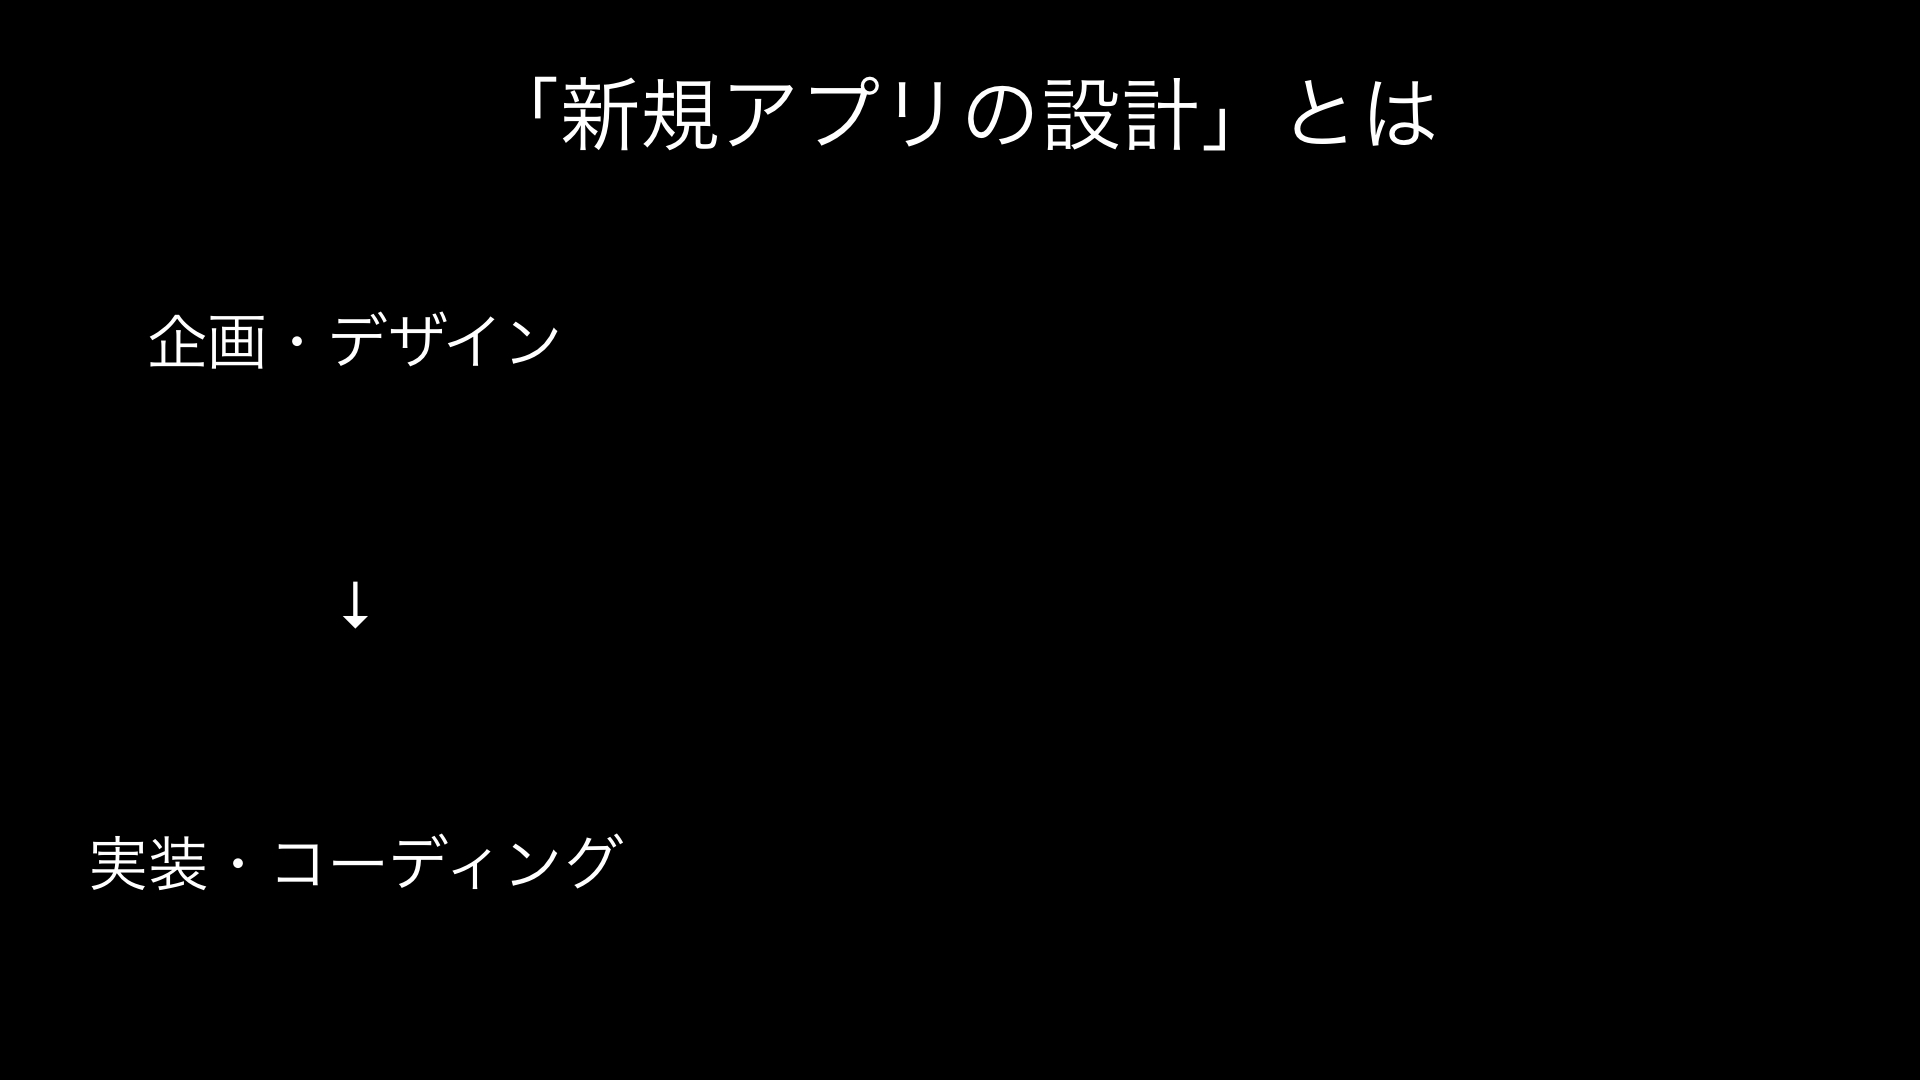 「新規アプリの設計」とは
企画・デザイン
↓
実装・コーディング